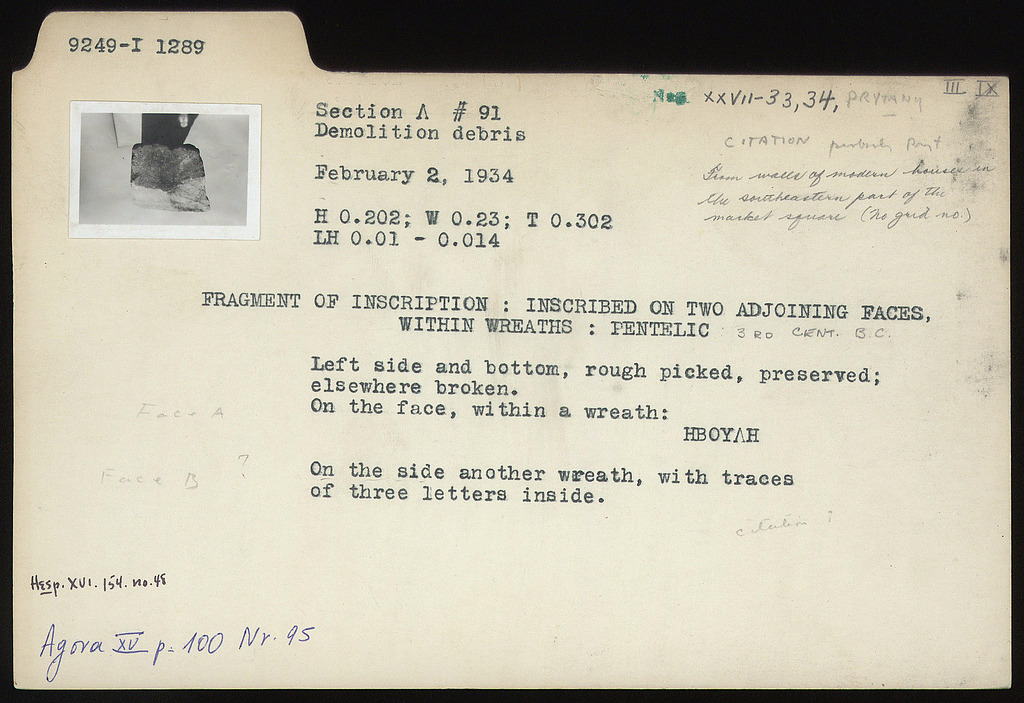 9249-I 1289
III IX
Neg. XXVII-33,34, PRYTANY
Section Λ # 91
Demolition debris
CITATION probably Pryt
February 2, 1934
From walls of modern houses in
the southeastern part of the
market square (no grid no.)
H 0.202; W 0.23; T 0.302
LH 0.01 - 0.014
FRAGMENT OF INSCRIPTION : INSCRIBED ON TWO ADJOINING FACES,
WITHIN WREATHS : PENTELIC 3RD CENT. B.C.
Left side and bottom, rough picked, preserved;
elsewhere broken.
Face A
On the face, within a wreath:
HBOYΛH
Face B ?
On the side another wreath, with traces
of three letters inside.
citation ?
Hesp. XVI. 154. no. 48
Agora XV p. 100 Nr. 95